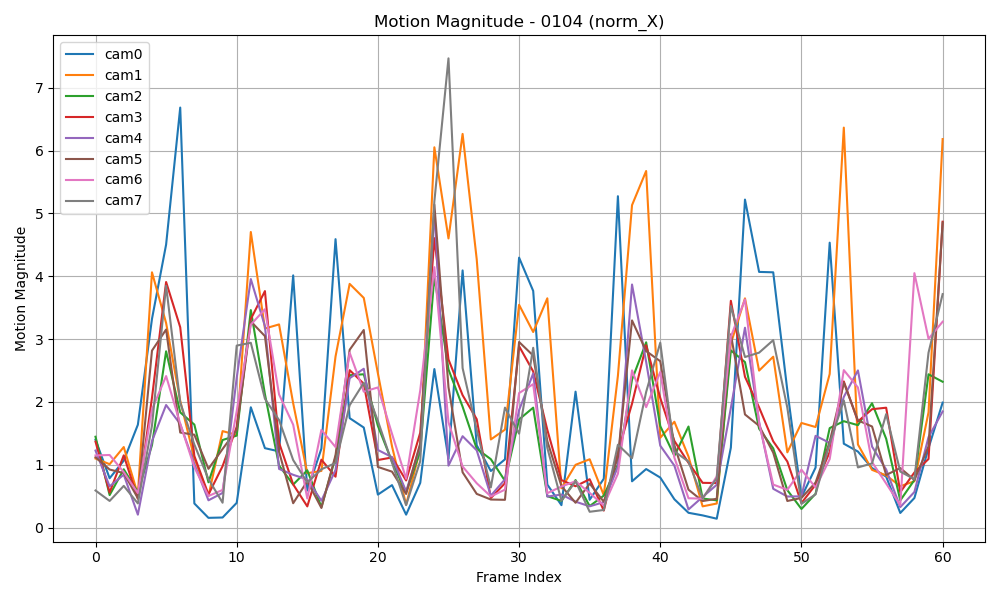 Motion Magnitude - 0104 (norm_X)
cam0
cam1
cam2
cam3
cam4
cam5
cam6
cam7
Motion Magnitude
7
6
5
4
3
2
1
0
0 10 20 30 40 50 60
Frame Index